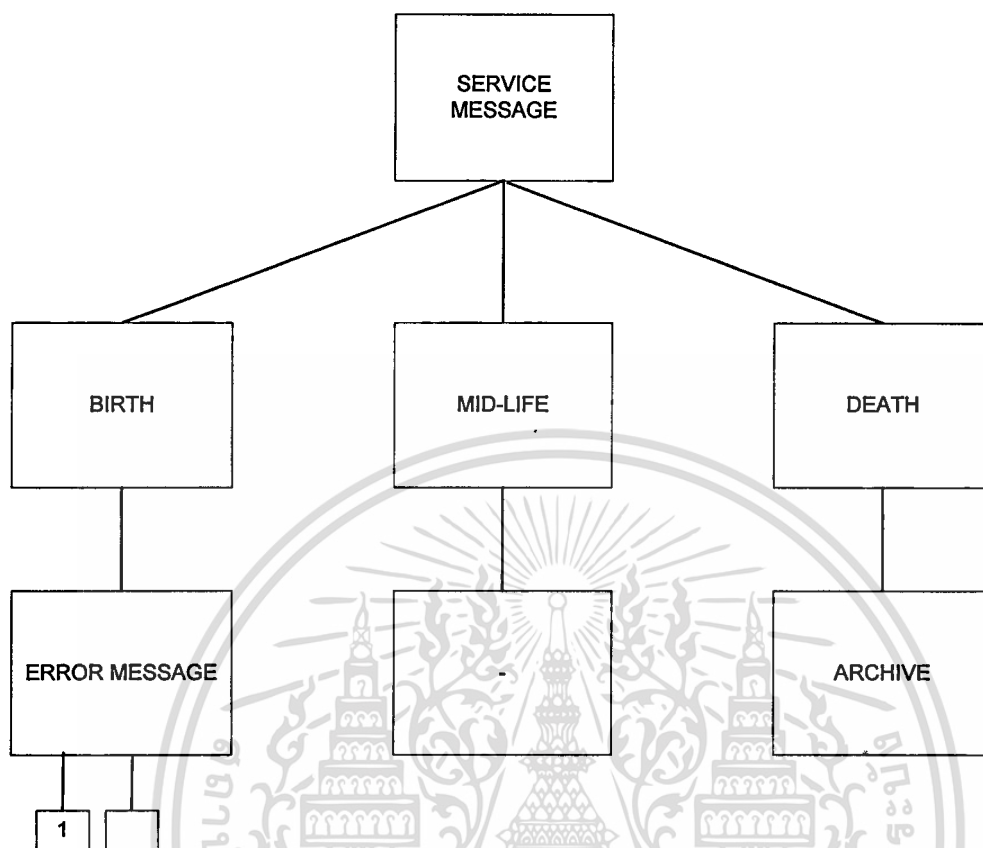 SERVICE
MESSAGE
BIRTH
MID-LIFE
DEATH
ERROR MESSAGE
-
ARCHIVE
1